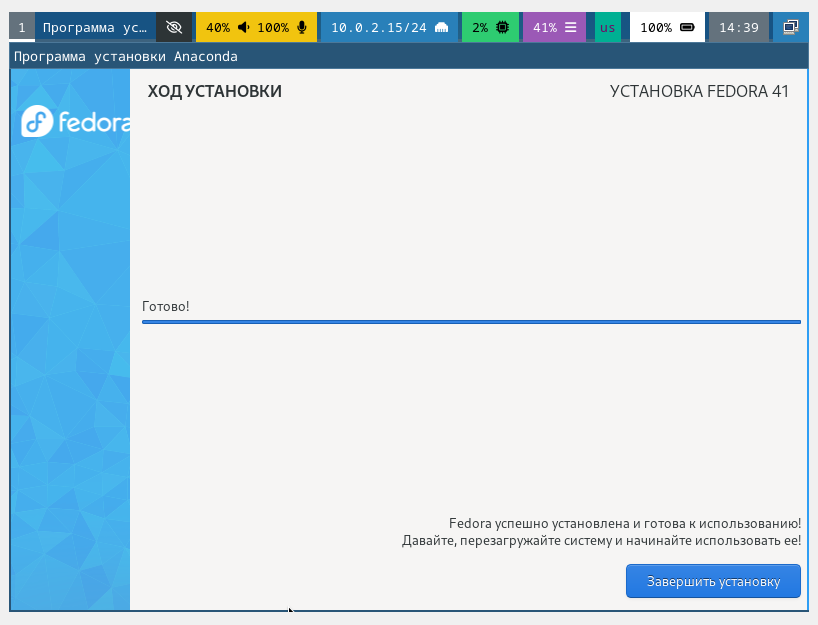 1 Программа ус… 40% 100% 10.0.2.15/24 2% 41% us 100% 14:39
Программа установки Anaconda
fedora
ХОД УСТАНОВКИ
УСТАНОВКА FEDORA 41
Готово!
Fedora успешно установлена и готова к использованию!
Давайте, перезагружайте систему и начинайте использовать ее!
Завершить установку